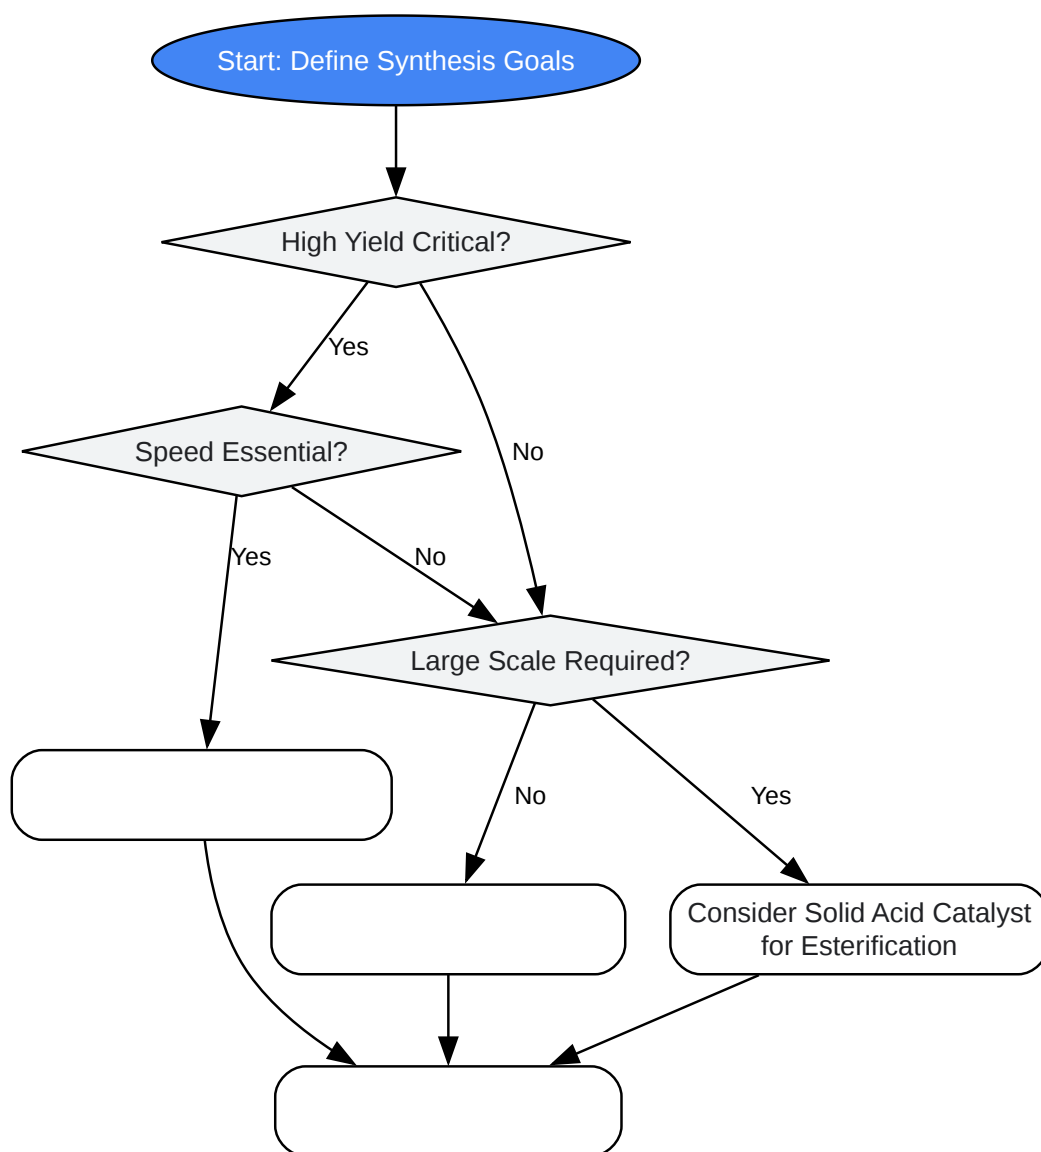 Start: Define Synthesis Goals
High Yield Critical?
Yes
Speed Essential?
No
Yes
No
Large Scale Required?
No
Yes
Consider Solid Acid Catalyst
for Esterification